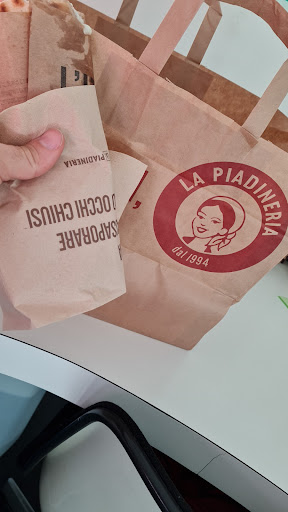 LA PIADINERIA
dal 1994
ASSAPORARE
OCCHI CHIUSI
PIADINERIA